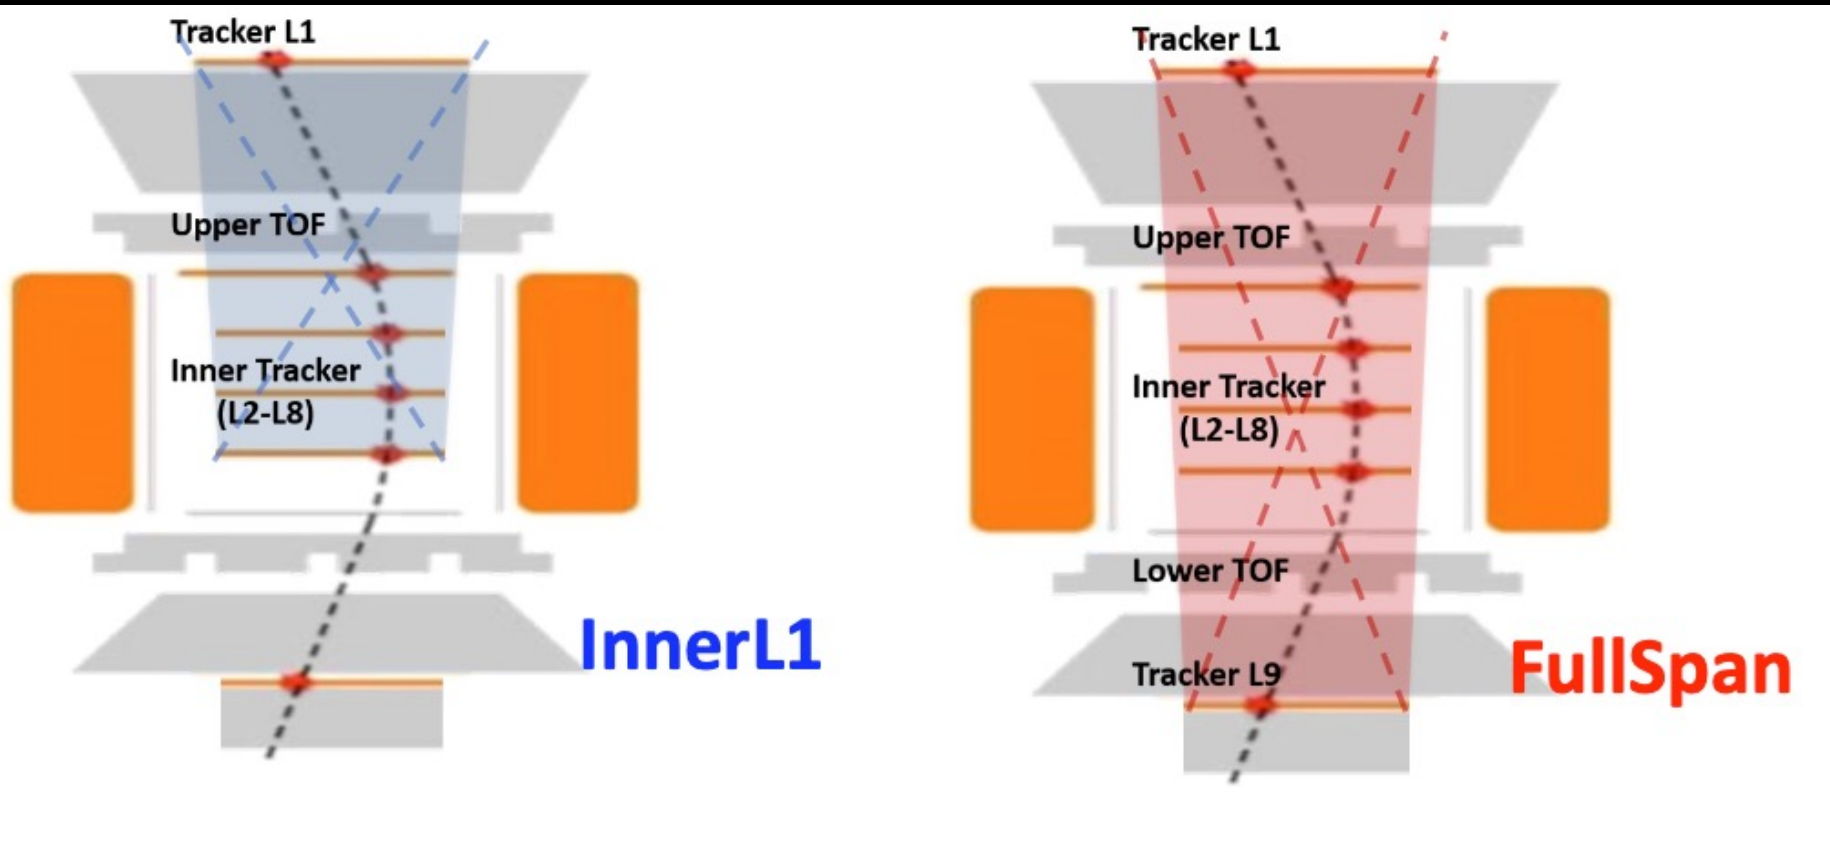 Tracker L1
Upper TOF
Inner Tracker
(L2-L8)
InnerL1
Tracker L1
Upper TOF
Inner Tracker
(L2-L8)
Lower TOF
Tracker L9
FullSpan